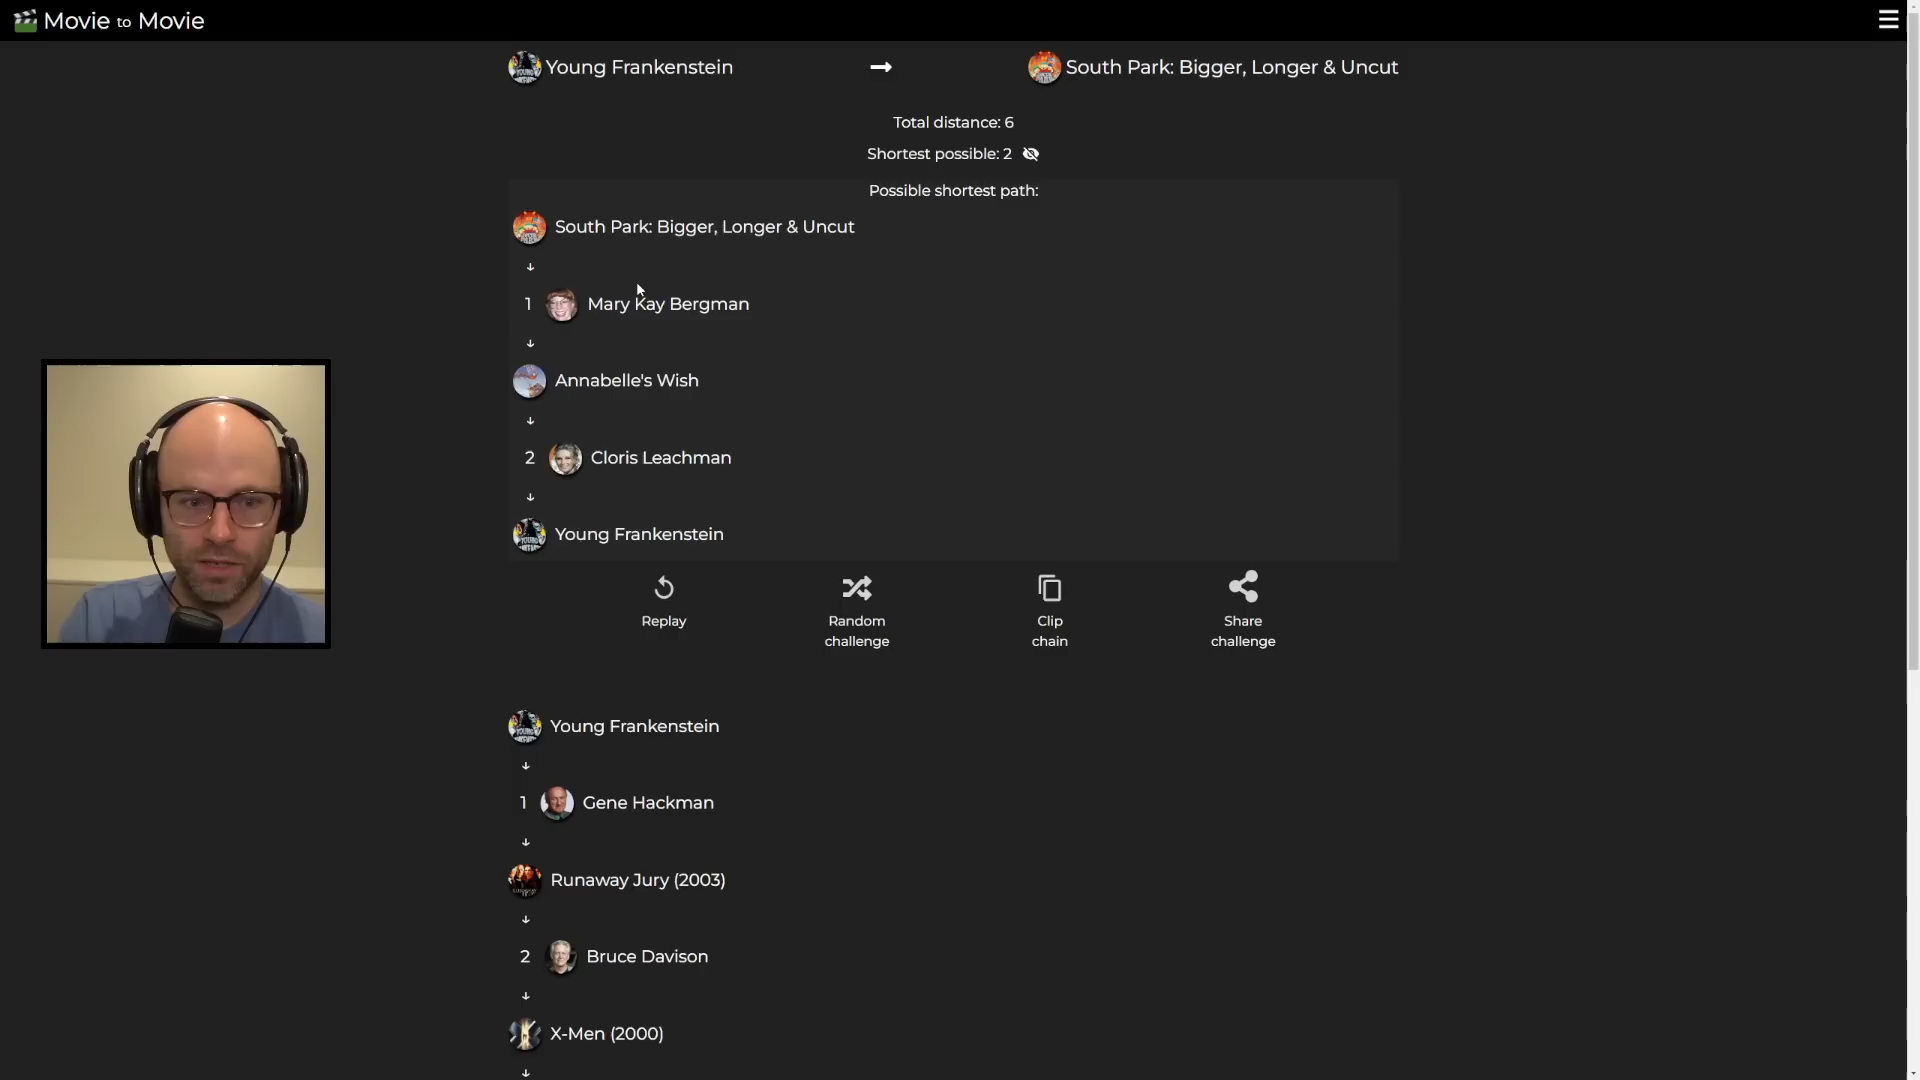 Movie to Movie
Young Frankenstein
South Park: Bigger, Longer & Uncut
Total distance: 6
Shortest possible: 2
Possible shortest path:
South Park: Bigger, Longer & Uncut
1 Mary Kay Bergman
Annabelle's Wish
2 Cloris Leachman
Young Frankenstein
Replay
Random challenge
Clip chain
Share challenge
Young Frankenstein
1 Gene Hackman
Runaway Jury (2003)
2 Bruce Davison
X-Men (2000)